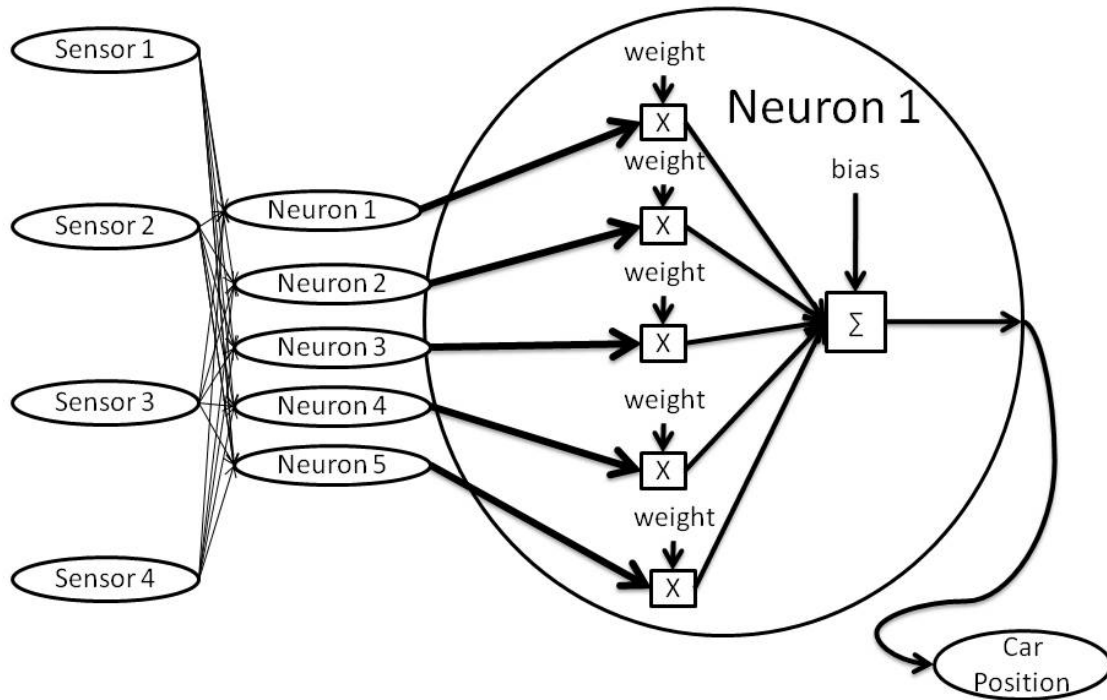 Sensor 1
Sensor 2
Sensor 3
Sensor 4
Neuron 1
Neuron 2
Neuron 3
Neuron 4
Neuron 5
Neuron 1
weight
X
weight
X
weight
X
weight
X
weight
X
bias
Σ
Car
Position